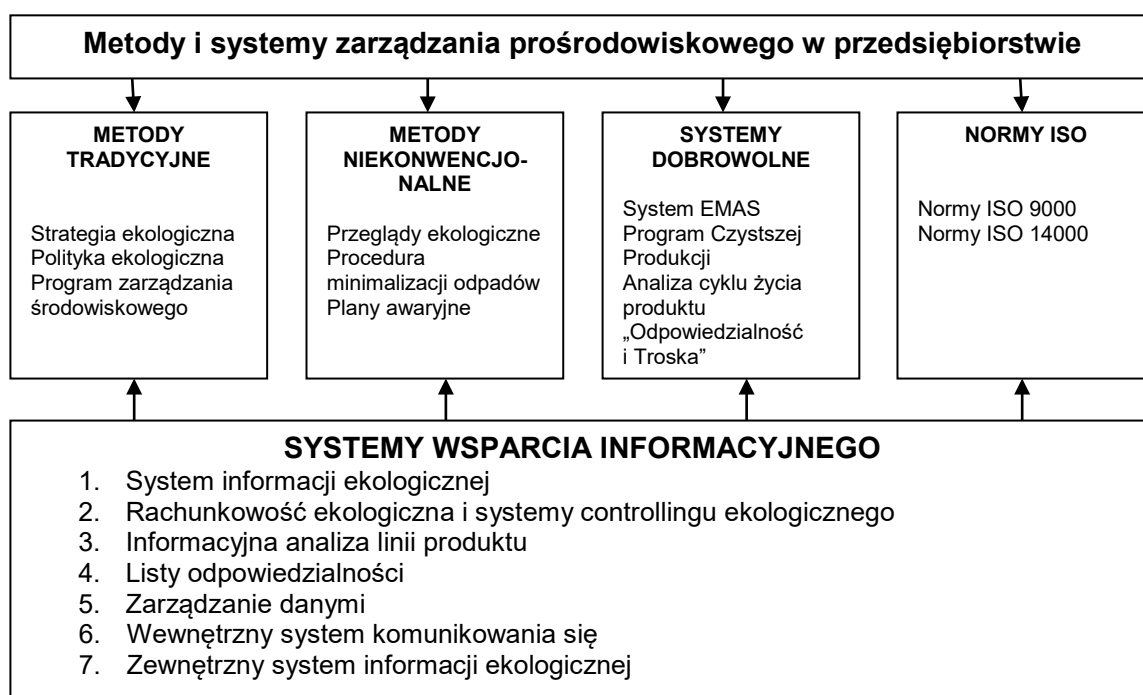 Metody i systemy zarządzania prośrodowiskowego w przedsiębiorstwie
METODY
TRADYCYJNE
Strategia ekologiczna
Polityka ekologiczna
Program zarządzania
środowiskowego
METODY
NIEKONWENCJO-
NALNE
Przeglądy ekologiczne
Procedura
minimalizacji odpadów
Plany awaryjne
SYSTEMY
DOBROWOLNE
System EMAS
Program Czystszej
Produkcji
Analiza cyklu życia
produktu
„Odpowiedzialność
i Troska”
NORMY ISO
Normy ISO 9000
Normy ISO 14000
SYSTEMY WSPARCIA INFORMACYJNEGO
1. System informacji ekologicznej
2. Rachunkowość ekologiczna i systemy controllingu ekologicznego
3. Informacyjna analiza linii produktu
4. Listy odpowiedzialności
5. Zarządzanie danymi
6. Wewnętrzny system komunikowania się
7. Zewnętrzny system informacji ekologicznej